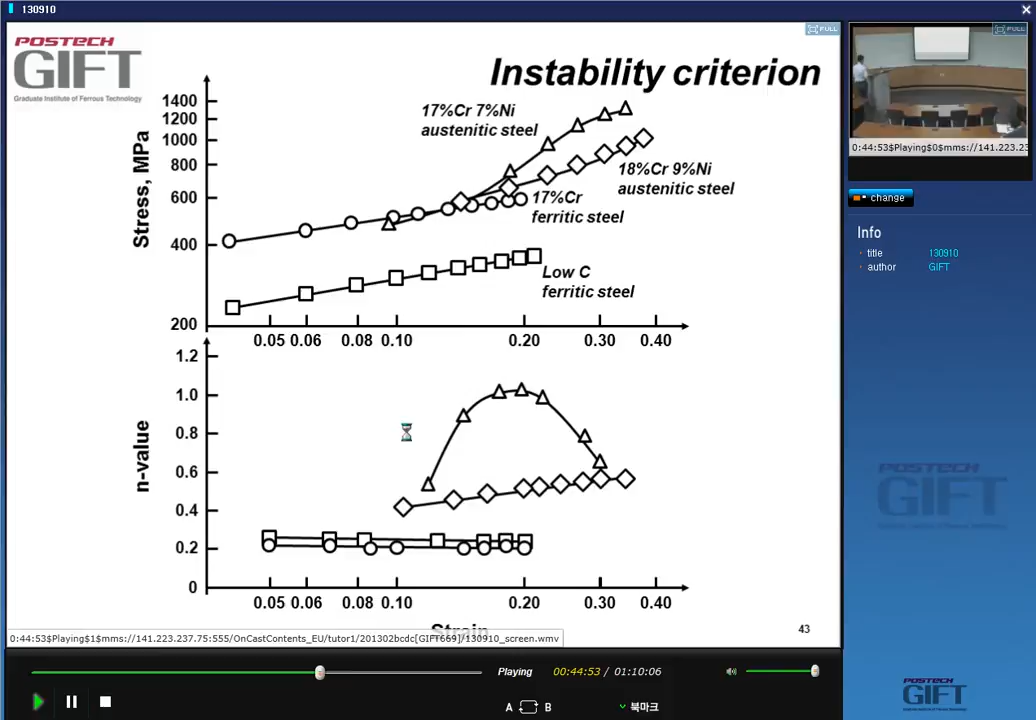 130910
POSTECH
GIFT
Graduate Institute of Ferrous Technology
FULL
Instability criterion
Stress, MPa
1400
1200
1000
800
600
400
200
17%Cr 7%Ni
austenitic steel
18%Cr 9%Ni
austenitic steel
17%Cr
ferritic steel
Low C
ferritic steel
0.05 0.06 0.08 0.10 0.20 0.30 0.40
n-value
1.2
1.0
0.8
0.6
0.4
0.2
0
0.05 0.06 0.08 0.10 0.20 0.30 0.40
Strain
43
0:44:53$Playing$1$mms://141.223.237.75:555/OnCastContents_EU/tutor1/201302bcdc[GIFT669]/130910_screen.wmv
Playing 00:44:53 / 01:10:06
A B 북마크
FULL
0:44:53$Playing$0$mms://141.223.23
change
Info
title 130910
author GIFT
POSTECH
GIFT
POSTECH
GIFT